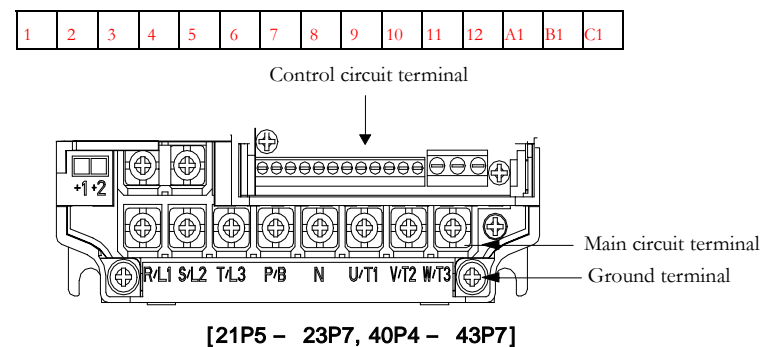 1 2 3 4 5 6 7 8 9 10 11 12 A1 B1 C1
Control circuit terminal
+1 +2
R/L1 S/L2 T/L3 P/B N U/T1 V/T2 W/T3
Main circuit terminal
Ground terminal
[21P5 – 23P7, 40P4 – 43P7]